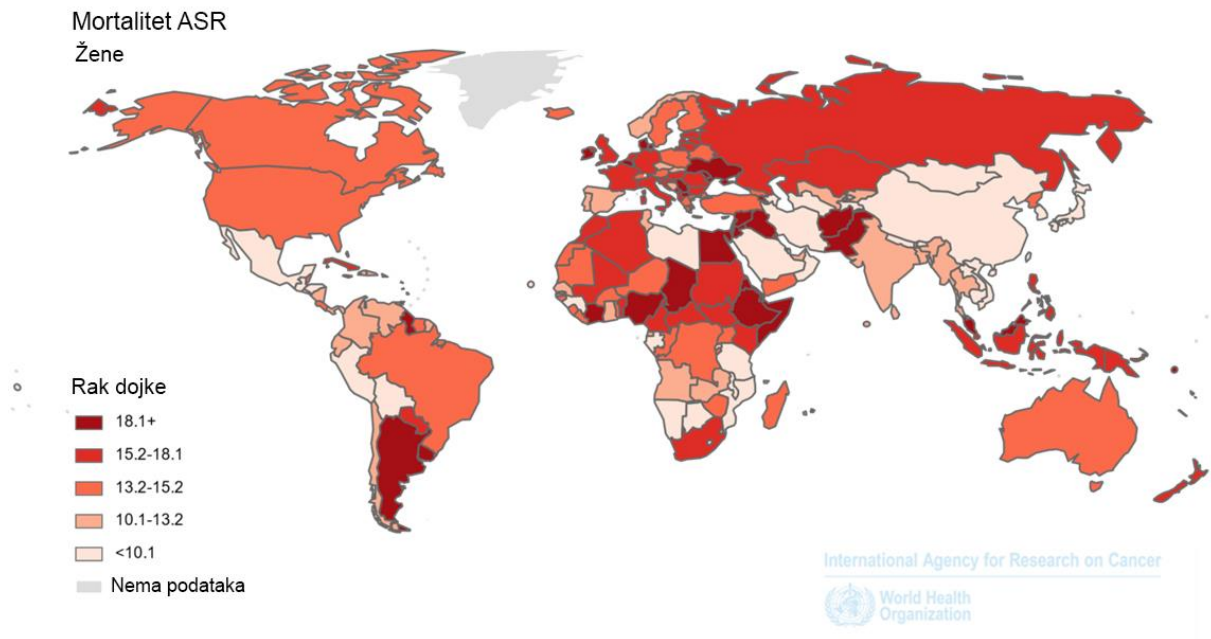 Mortalitet ASR
Žene
Rak dojke
18.1+
15.2-18.1
13.2-15.2
10.1-13.2
<10.1
Nema podataka
International Agency for Research on Cancer
World Health
Organization